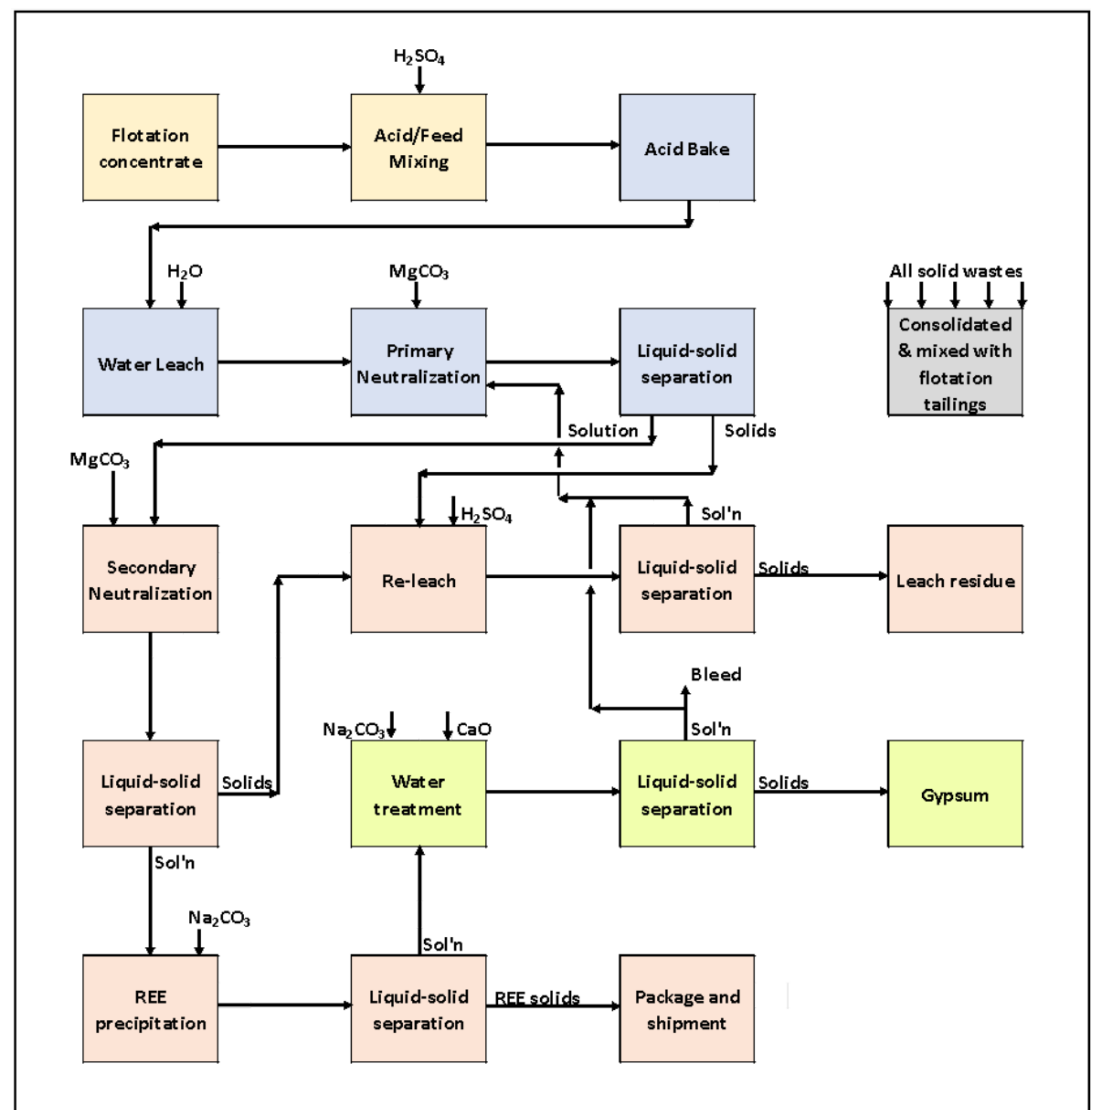 H₂SO₄
Flotation
concentrate
Acid/Feed
Mixing
Acid Bake
H₂O
MgCO₃
All solid wastes
Water Leach
Primary
Neutralization
Liquid-solid
separation
Consolidated
& mixed with
flotation
tailings
Solution
Solids
MgCO₃
H₂SO₄
Sol'n
Secondary
Neutralization
Re-leach
Liquid-solid
separation
Solids
Leach residue
Bleed
Na₂CO₃
CaO
Sol'n
Liquid-solid
separation
Solids
Water
treatment
Liquid-solid
separation
Solids
Gypsum
Sol'n
Na₂CO₃
Sol'n
REE
precipitation
Liquid-solid
separation
REE solids
Package and
shipment